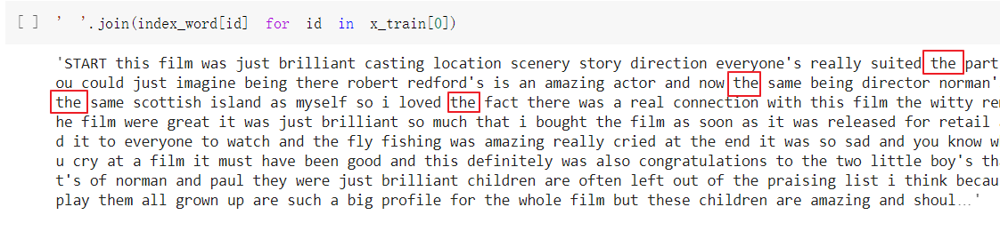 [ ] ' '.join(index_word[id] for id in x_train[0])
'START this film was just brilliant casting location scenery story direction everyone's really suited the part
ou could just imagine being there robert redford's is an amazing actor and now the same being director norman'
the same scottish island as myself so i loved the fact there was a real connection with this film the witty re
he film were great it was just brilliant so much that i bought the film as soon as it was released for retail
d it to everyone to watch and the fly fishing was amazing really cried at the end it was so sad and you know w
u cry at a film it must have been good and this definitely was also congratulations to the two little boy's th
t's of norman and paul they were just brilliant children are often left out of the praising list i think becau
play them all grown up are such a big profile for the whole film but these children are amazing and shoul...'